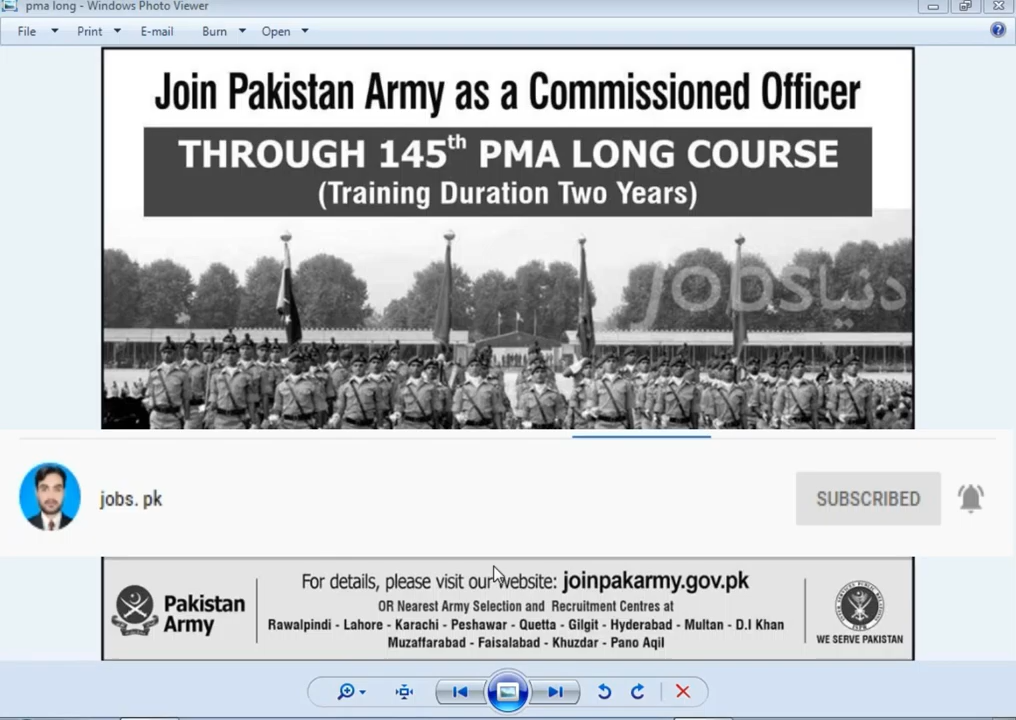 pma long - Windows Photo Viewer
File Print E-mail Burn Open
Join Pakistan Army as a Commissioned Officer
THROUGH 145th PMA LONG COURSE
(Training Duration Two Years)
Jobs دنیا
jobs. pk
SUBSCRIBED
For details, please visit our website: joinpakarmy.gov.pk
OR Nearest Army Selection and Recruitment Centres at
Rawalpindi - Lahore - Karachi - Peshawar - Quetta - Gilgit - Hyderabad - Multan - D.I Khan
Muzaffarabad - Faisalabad - Khuzdar - Pano Aqil
Pakistan
Army
WE SERVE PAKISTAN